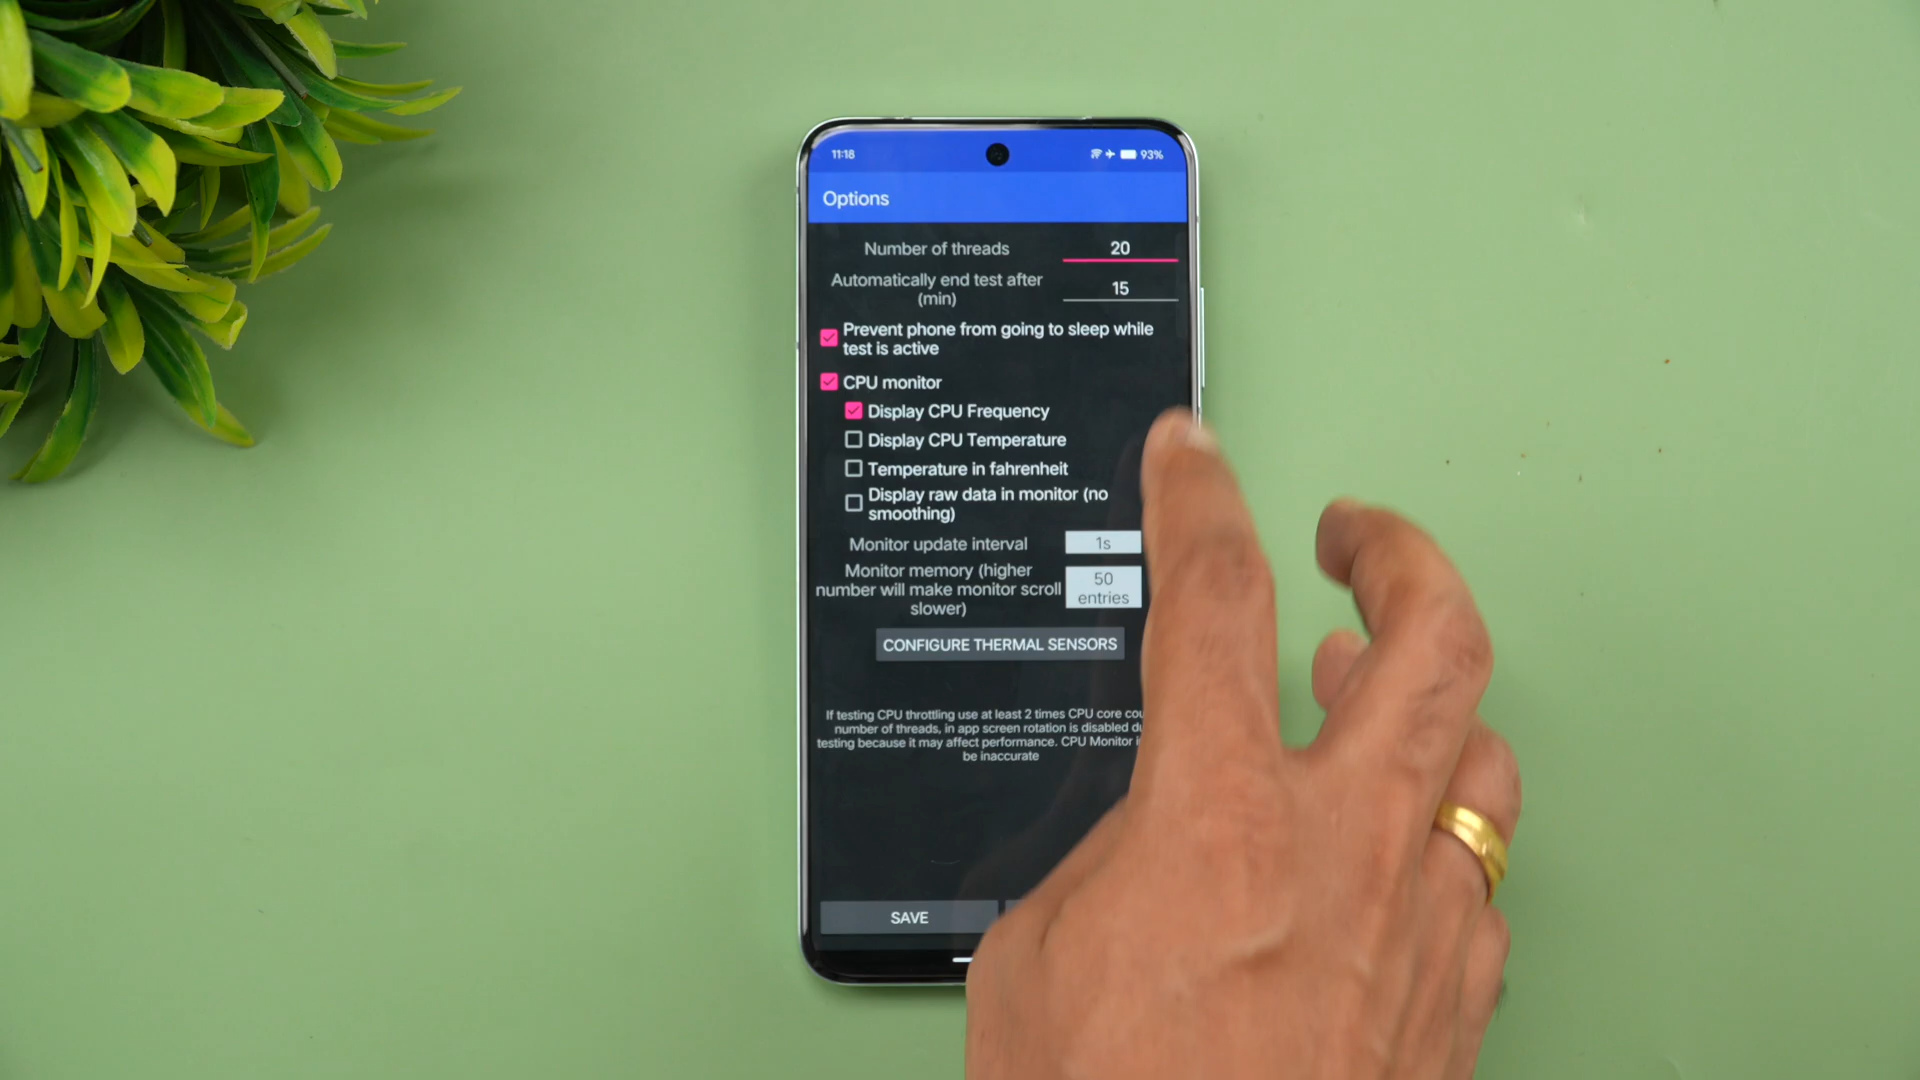 11:18 93%
Options
Number of threads 20
Automatically end test after
(min) 15
Prevent phone from going to sleep while
test is active
CPU monitor
Display CPU Frequency
Display CPU Temperature
Temperature in fahrenheit
Display raw data in monitor (no
smoothing)
Monitor update interval 1s
Monitor memory (higher
number will make monitor scroll
slower)
50
entries
CONFIGURE THERMAL SENSORS
If testing CPU throttling use at least 2 times CPU core
number of threads, in app screen rotation is disabled
testing because it may affect performance. CPU Monitor
be inaccurate
SAVE